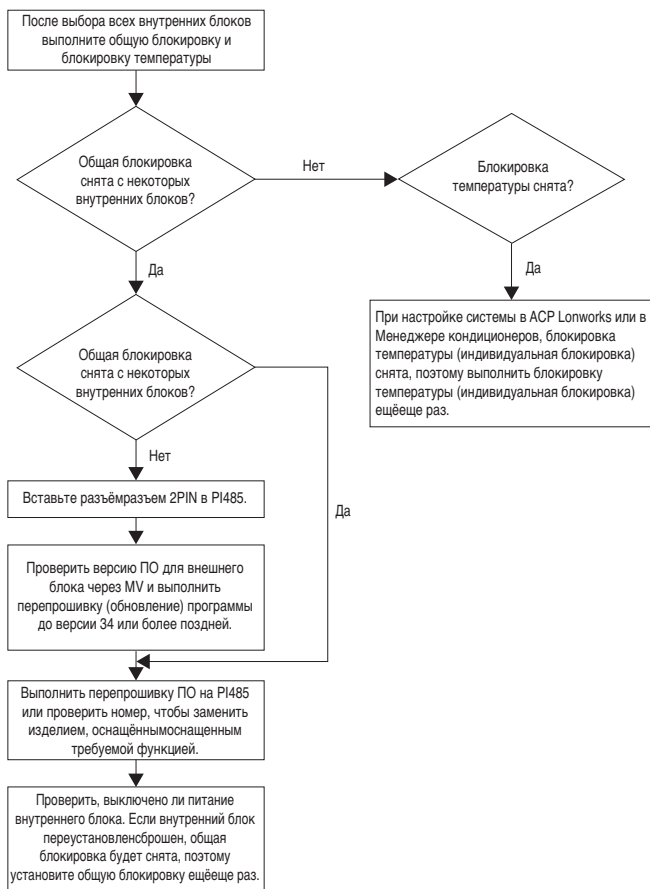 После выбора всех внутренних блоков
выполните общую блокировку и
блокировку температуры
Общая блокировка
снята с некоторых
внутренних блоков?
Нет
Блокировка
температуры снята?
Да
Да
При настройке системы в ACP Lonworks или в
Менеджере кондиционеров, блокировка
температуры (индивидуальная блокировка)
снята, поэтому выполнить блокировку
температуры (индивидуальная блокировка)
ещёеще раз.
Общая блокировка
снята с некоторых
внутренних блоков?
Нет
Да
Вставьте разъёмразъем 2PIN в PI485.
Проверить версию ПО для внешнего
блока через MV и выполнить
перепрошивку (обновление) программы
до версии 34 или более поздней.
Выполнить перепрошивку ПО на PI485
или проверить номер, чтобы заменить
изделием, оснащённымоснащенным
требуемой функцией.
Проверить, выключено ли питание
внутреннего блока. Если внутренний блок
переустановленсброшен, общая
блокировка будет снята, поэтому
установите общую блокировку ещёеще раз.